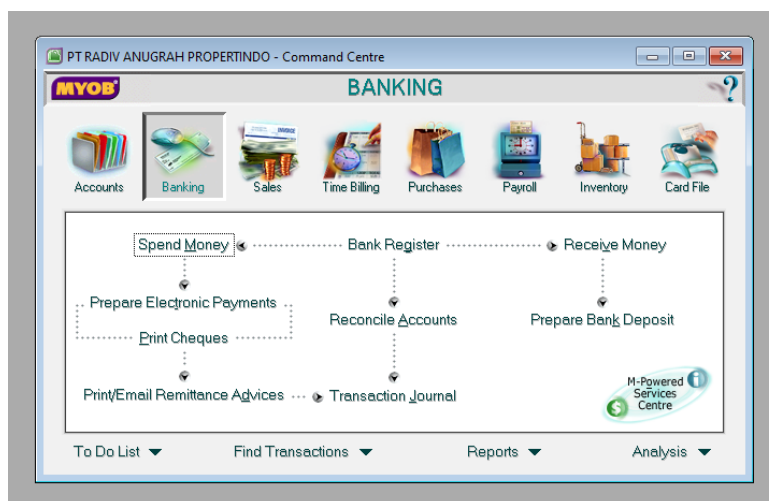 PT RADIV ANUGRAH PROPERTINDO - Command Centre
MYOB BANKING
Accounts Banking Sales Time Billing Purchases Payroll Inventory Card File
INVOICE
Spend Money Bank Register Receive Money
Prepare Electronic Payments
Reconcile Accounts Prepare Bank Deposit
Print Cheques
Print/Email Remittance Advices Transaction Journal
M-Powered
Services
Centre
To Do List Find Transactions Reports Analysis